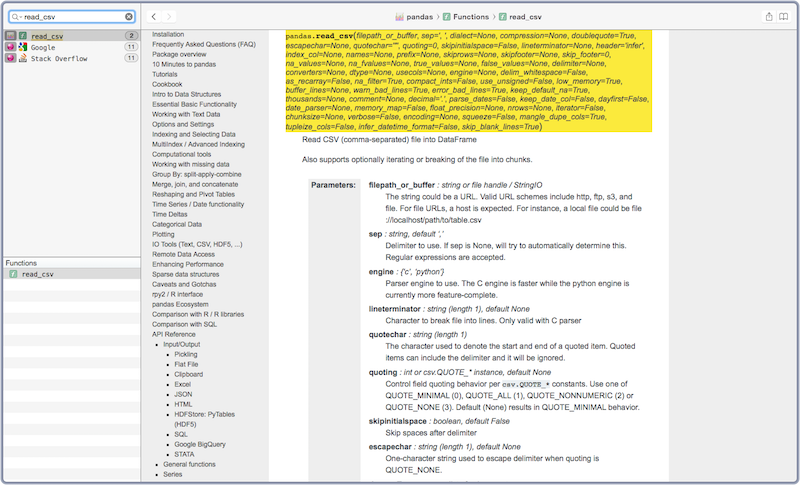 read_csv
pandas › Functions › read_csv
read_csv 2
Google 11
Stack Overflow 11
Functions
read_csv
Installation
Frequently Asked Questions (FAQ)
Package overview
10 Minutes to pandas
Tutorials
Cookbook
Intro to Data Structures
Essential Basic Functionality
Working with Text Data
Options and Settings
Indexing and Selecting Data
MultiIndex / Advanced Indexing
Computational tools
Working with missing data
Group By: split-apply-combine
Merge, join, and concatenate
Reshaping and Pivot Tables
Time Series / Date functionality
Time Deltas
Categorical Data
Plotting
IO Tools (Text, CSV, HDF5, ...)
Remote Data Access
Enhancing Performance
Sparse data structures
Caveats and Gotchas
rpy2 / R interface
pandas Ecosystem
Comparison with R / R libraries
Comparison with SQL
API Reference
• Input/Output
• Pickling
• Flat File
• Clipboard
• Excel
• JSON
• HTML
• HDFStore: PyTables
(HDF5)
• SQL
• Google BigQuery
• STATA
• General functions
• Series
pandas.read_csv(filepath_or_buffer, sep=', ', dialect=None, compression=None, doublequote=True,
escapechar=None, quotechar='"', quoting=0, skipinitialspace=False, lineterminator=None, header='infer',
index_col=None, names=None, prefix=None, skiprows=None, skipfooter=None, skip_footer=0,
na_values=None, na_fvalues=None, true_values=None, false_values=None, delimiter=None,
converters=None, dtype=None, usecols=None, engine=None, delim_whitespace=False,
as_recarray=False, na_filter=True, compact_ints=False, use_unsigned=False, low_memory=True,
buffer_lines=None, warn_bad_lines=True, error_bad_lines=True, keep_default_na=True,
thousands=None, comment=None, decimal='.', parse_dates=False, keep_date_col=False, dayfirst=False,
date_parser=None, memory_map=False, float_precision=None, nrows=None, iterator=False,
chunksize=None, verbose=False, encoding=None, squeeze=False, mangle_dupe_cols=True,
tupleize_cols=False, infer_datetime_format=False, skip_blank_lines=True)
Read CSV (comma-separated) file into DataFrame
Also supports optionally iterating or breaking of the file into chunks.
Parameters:
filepath_or_buffer : string or file handle / StringIO
The string could be a URL. Valid URL schemes include http, ftp, s3, and
file. For file URLs, a host is expected. For instance, a local file could be file
://localhost/path/to/table.csv
sep : string, default ','
Delimiter to use. If sep is None, will try to automatically determine this.
Regular expressions are accepted.
engine : {'c', 'python'}
Parser engine to use. The C engine is faster while the python engine is
currently more feature-complete.
lineterminator : string (length 1), default None
Character to break file into lines. Only valid with C parser
quotechar : string (length 1)
The character used to denote the start and end of a quoted item. Quoted
items can include the delimiter and it will be ignored.
quoting : int or csv.QUOTE_* instance, default None
Control field quoting behavior per csv.QUOTE_* constants. Use one of
QUOTE_MINIMAL (0), QUOTE_ALL (1), QUOTE_NONNUMERIC (2) or
QUOTE_NONE (3). Default (None) results in QUOTE_MINIMAL behavior.
skipinitialspace : boolean, default False
Skip spaces after delimiter
escapechar : string (length 1), default None
One-character string used to escape delimiter when quoting is
QUOTE_NONE.